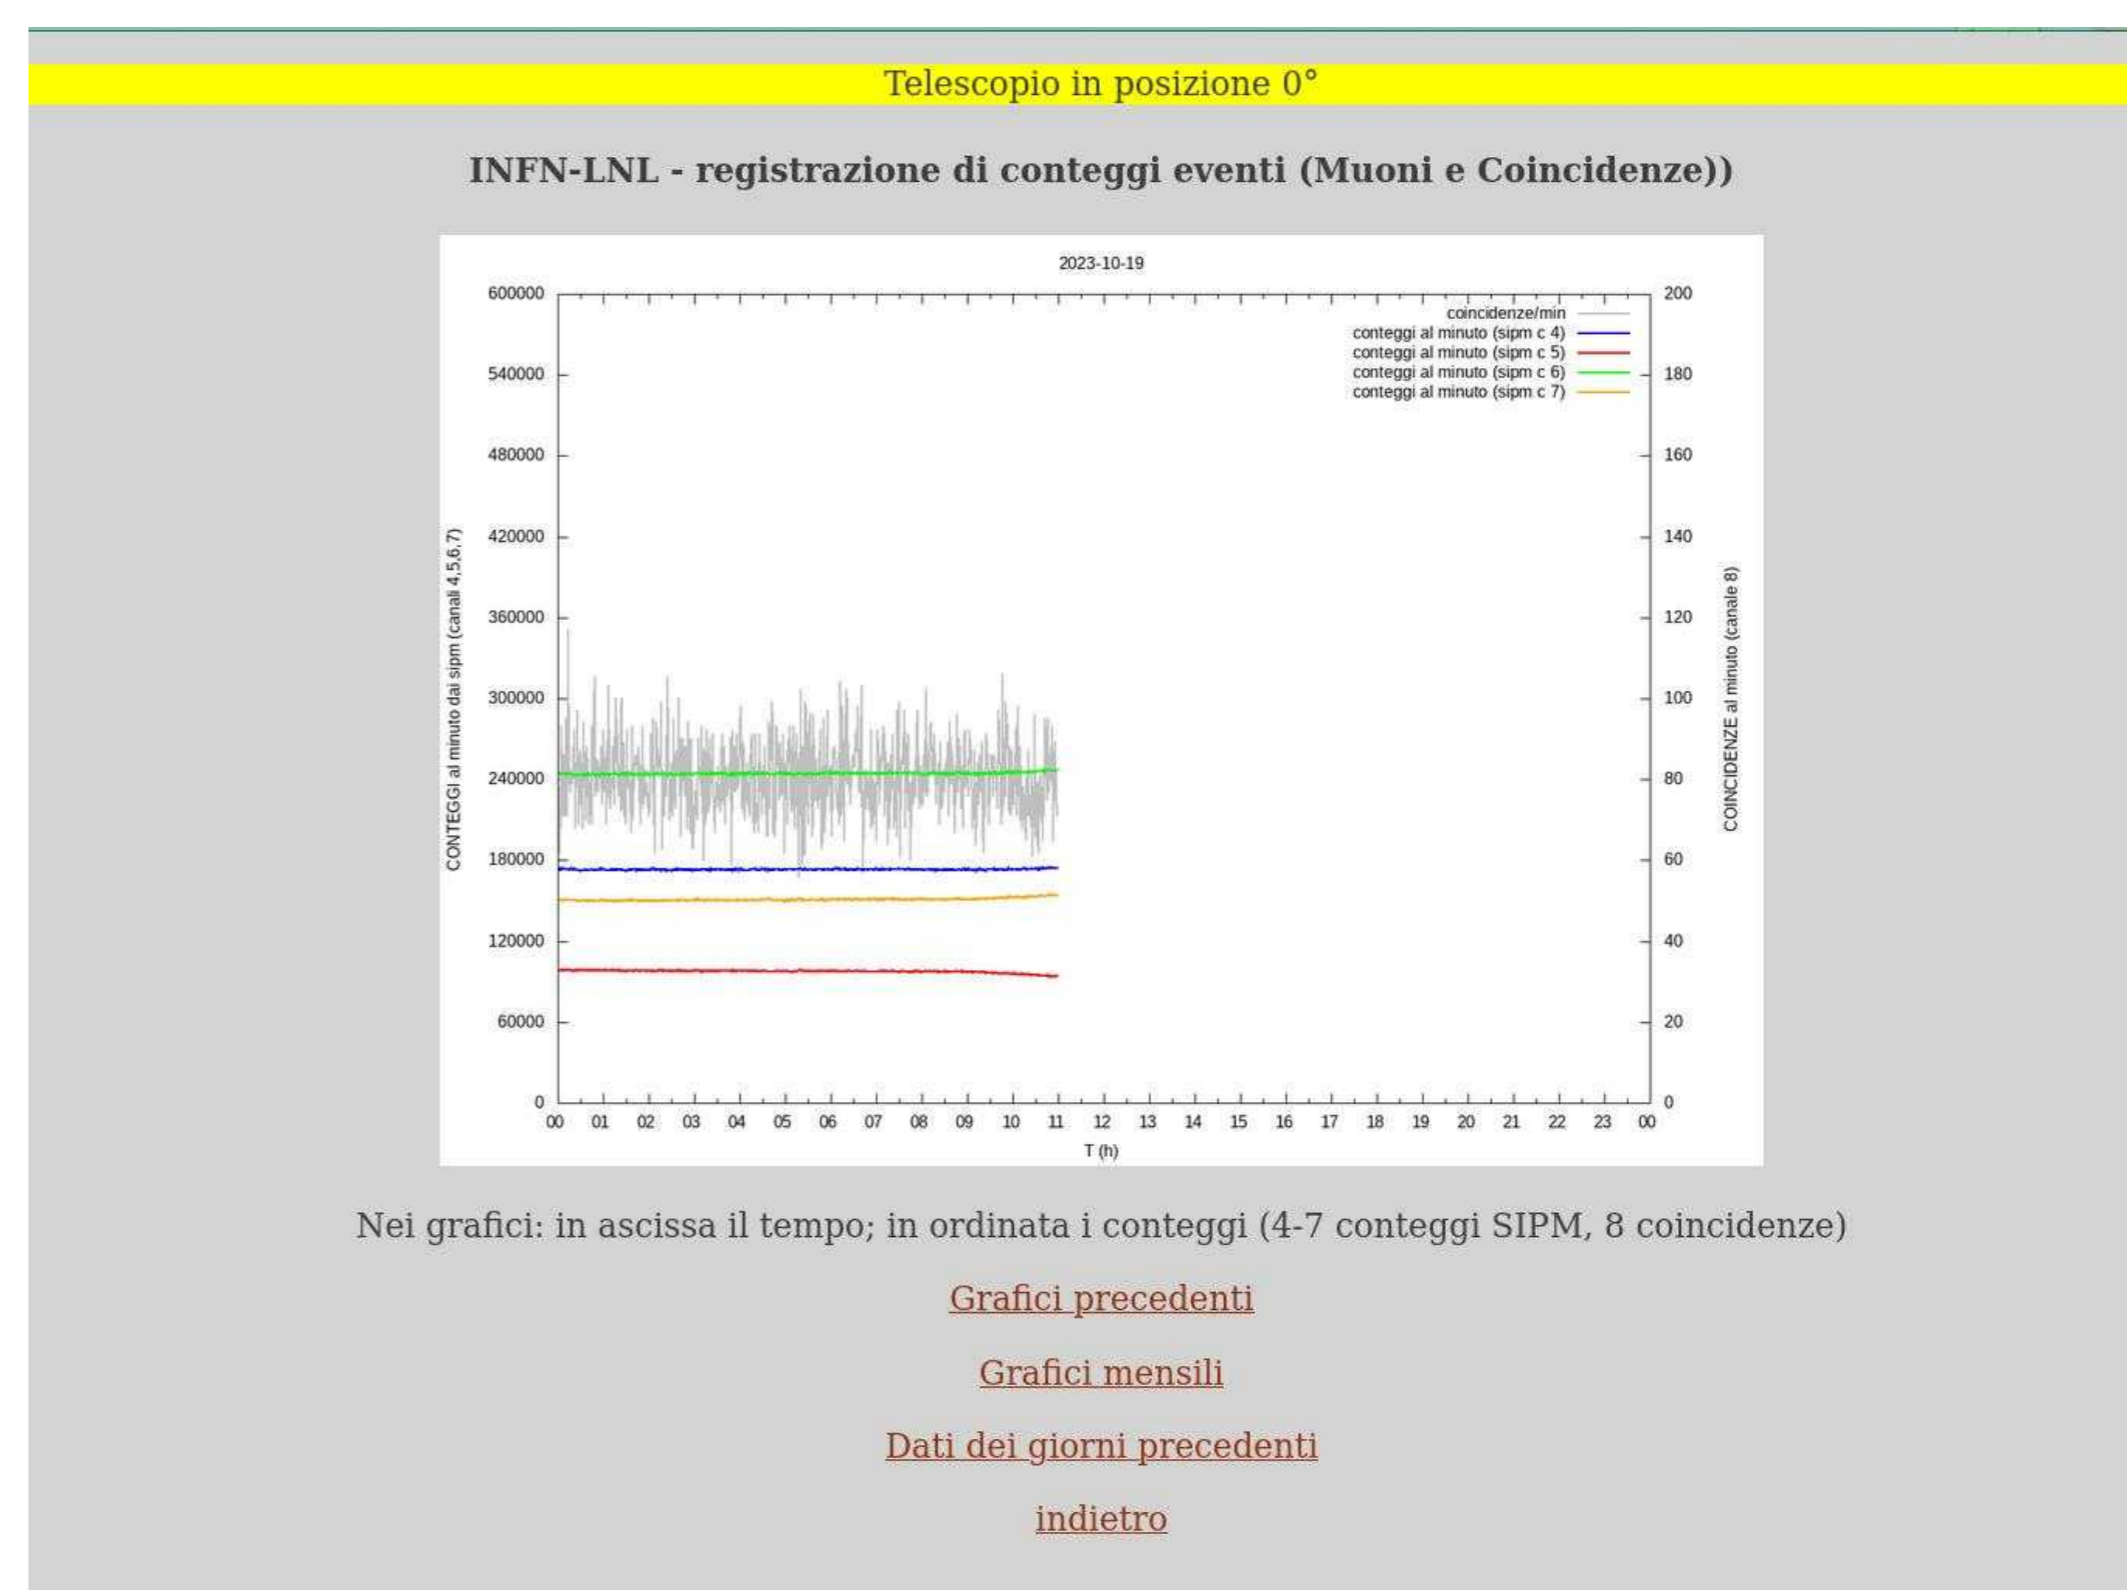 Telescopio in posizione 0°
INFN-LNL - registrazione di conteggi eventi (Muoni e Coincidenze))
2023-10-19
600000
540000
480000
420000
360000
300000
240000
180000
120000
60000
0
CONTEGGI al minuto dai sipm (canali 4,5,6,7)
coincidenze/min
conteggi al minuto (sipm c 4)
conteggi al minuto (sipm c 5)
conteggi al minuto (sipm c 6)
conteggi al minuto (sipm c 7)
200
180
160
140
120
100
80
60
40
20
0
COINCIDENZE al minuto (canale 8)
00 01 02 03 04 05 06 07 08 09 10 11 12 13 14 15 16 17 18 19 20 21 22 23 00
T (h)
Nei grafici: in ascissa il tempo; in ordinata i conteggi (4-7 conteggi SIPM, 8 coincidenze)
Grafici precedenti
Grafici mensili
Dati dei giorni precedenti
indietro